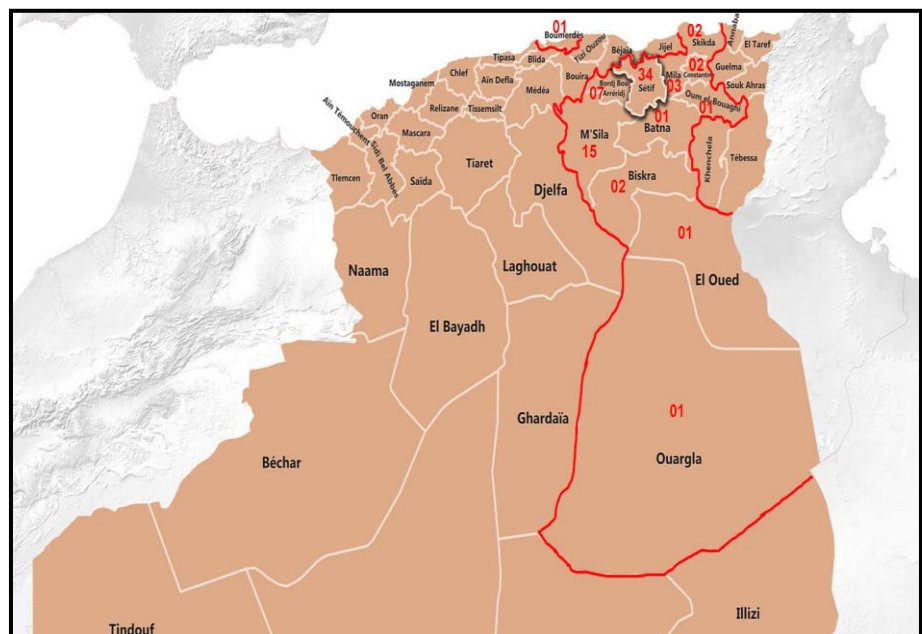 01
02
Annaba
Boumerdès
Tizi Ouzou
Béjaïa
Jijel
Skikda
El Taref
Tipasa
Blida
Bouira
34
Sétif
Mila
02
Constantine
Guelma
Souk Ahras
Mostaganem
Chlef
Aïn Defla
Médéa
07
Bordj Bou
Arréridj
03
Oum el-Bouaghi
01
Oran
Relizane
Tissemsilt
01
Batna
Aïn Témouchent
Sidi Bel Abbes
Mascara
M'Sila
15
Khenchela
Tébessa
Tlemcen
Saïda
Tiaret
Djelfa
Biskra
02
01
Naama
Laghouat
El Oued
El Bayadh
Ghardaïa
01
Ouargla
Béchar
Illizi
Tindouf